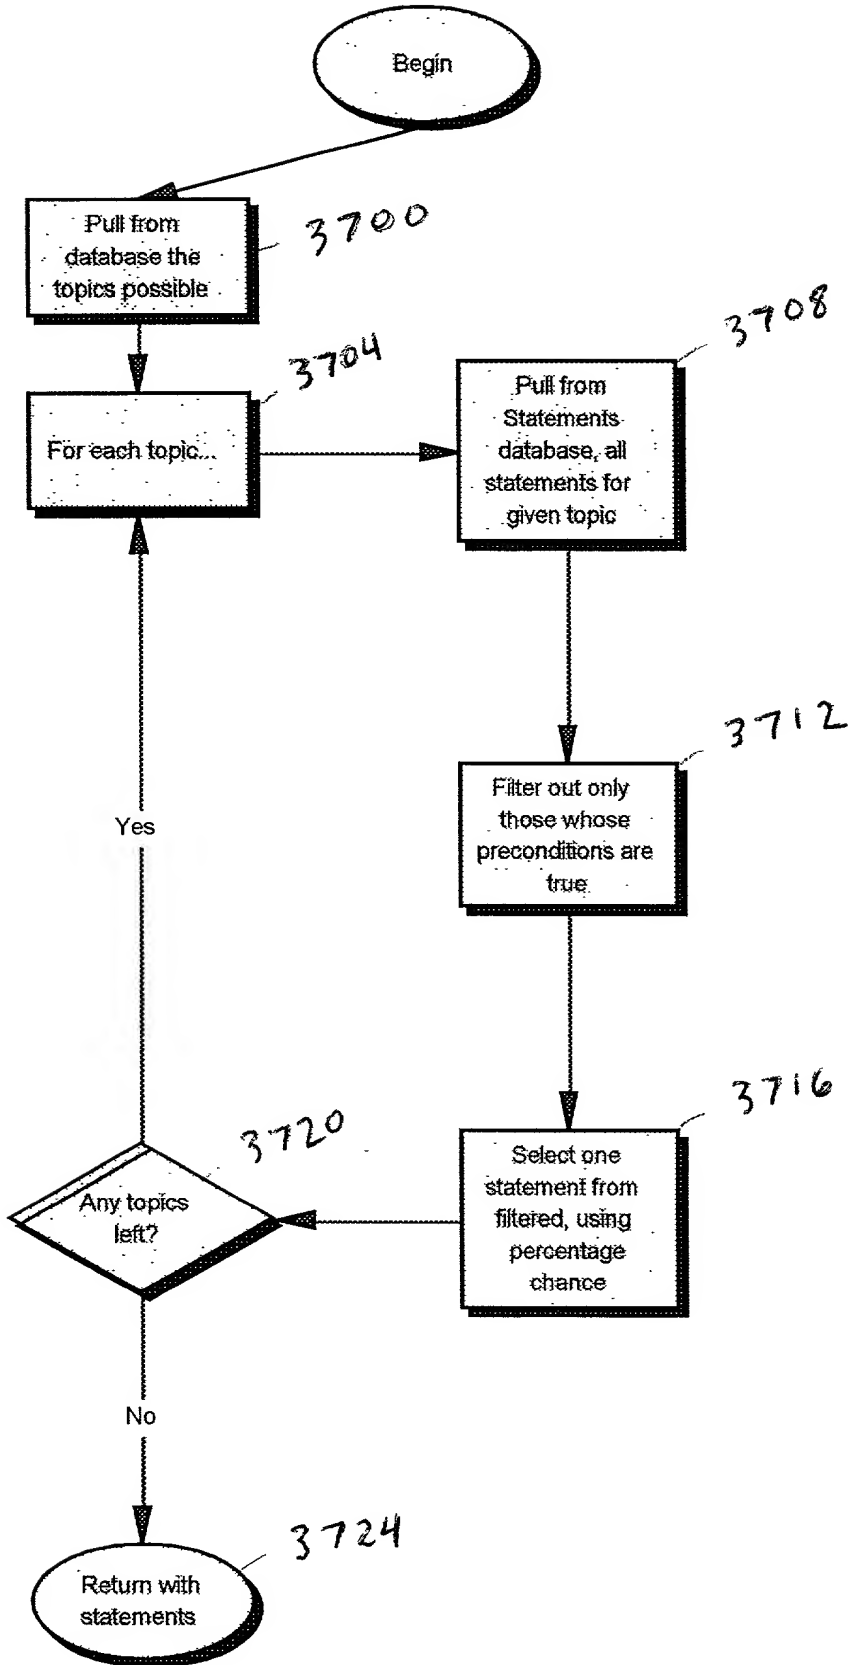 Begin
Pull from
database the
topics possible
3700
For each topic...
3704
Pull from
Statements
database, all
statements for
given topic
3708
Filter out only
those whose
preconditions are
true
3712
Select one
statement from
filtered, using
percentage
chance
3716
Any topics
left?
3720
Yes
No
Return with
statements
3724